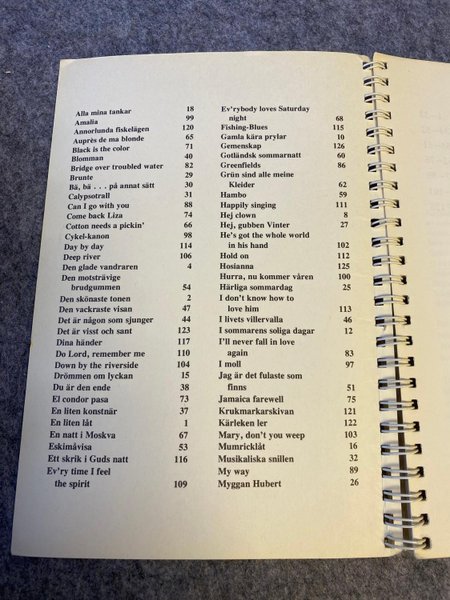 Alla mina tankar 18
Amalia 99
Annorlunda fiskelägen 120
Auprès de ma blonde 65
Black is the color 71
Blomman 40
Bridge over troubled water 82
Brunte 29
Bä, bä . . . på annat sätt 30
Calypsotrall 31
Can I go with you 88
Come back Liza 74
Cotton needs a pickin' 66
Cykel-kanon 98
Day by day 114
Deep river 106
Den glade vandraren 4
Den motsträvige
brudgummen 54
Den skönaste tonen 2
Den vackraste visan 47
Det är någon som sjunger 44
Det är visst och sant 123
Dina händer 117
Do Lord, remember me 110
Down by the riverside 104
Drömmen om lyckan 15
Du är den ende 38
El condor pasa 73
En liten konstnär 37
En liten låt 1
En natt i Moskva 67
Eskimåvisa 53
Ett skrik i Guds natt 116
Ev'ry time I feel
the spirit 109
Ev'rybody loves Saturday
night 68
Fishing-Blues 115
Gamla kära prylar 10
Gemenskap 126
Gotländsk sommarnatt 60
Greenfields 86
Grün sind alle meine
Kleider 62
Hambo 59
Happily singing 111
Hej clown 8
Hej, gubben Vinter 27
He's got the whole world
in his hand 102
Hold on 112
Hosianna 125
Hurra, nu kommer våren 100
Härliga sommardag 25
I don't know how to
love him 113
I livets villervalla 46
I sommarens soliga dagar 12
I'll never fall in love
again 83
I moll 97
Jag är det fulaste som
finns 51
Jamaica farewell 75
Krukmakarskivan 121
Kärleken ler 122
Mary, don't you weep 103
Mumricklåt 16
Musikaliska snillen 32
My way 89
Myggan Hubert 26